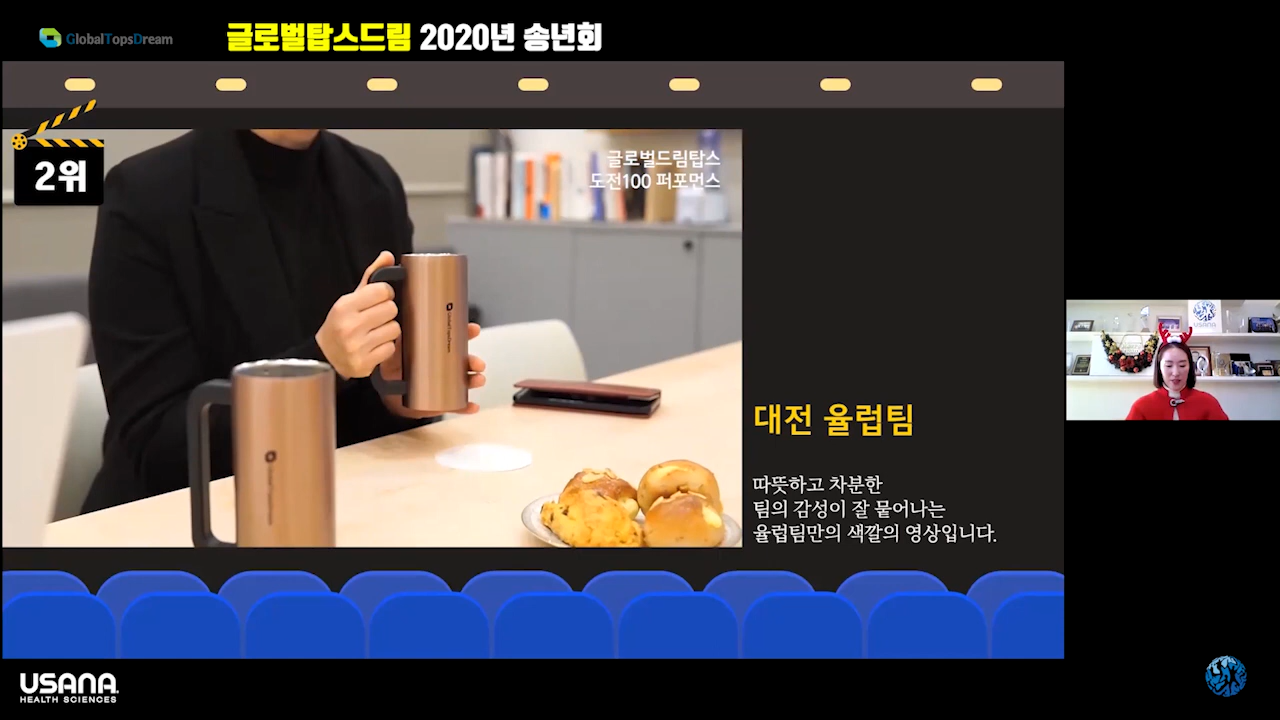 GlobalTopsDream
글로벌탑스드림 2020년 송년회
2위
글로벌드림탑스
도전100 퍼포먼스
대전 율럽팀
따뜻하고 차분한
팀의 감성이 잘 뭍어나는
율럽팀만의 색깔의 영상입니다.
USANA
USANA
HEALTH SCIENCES